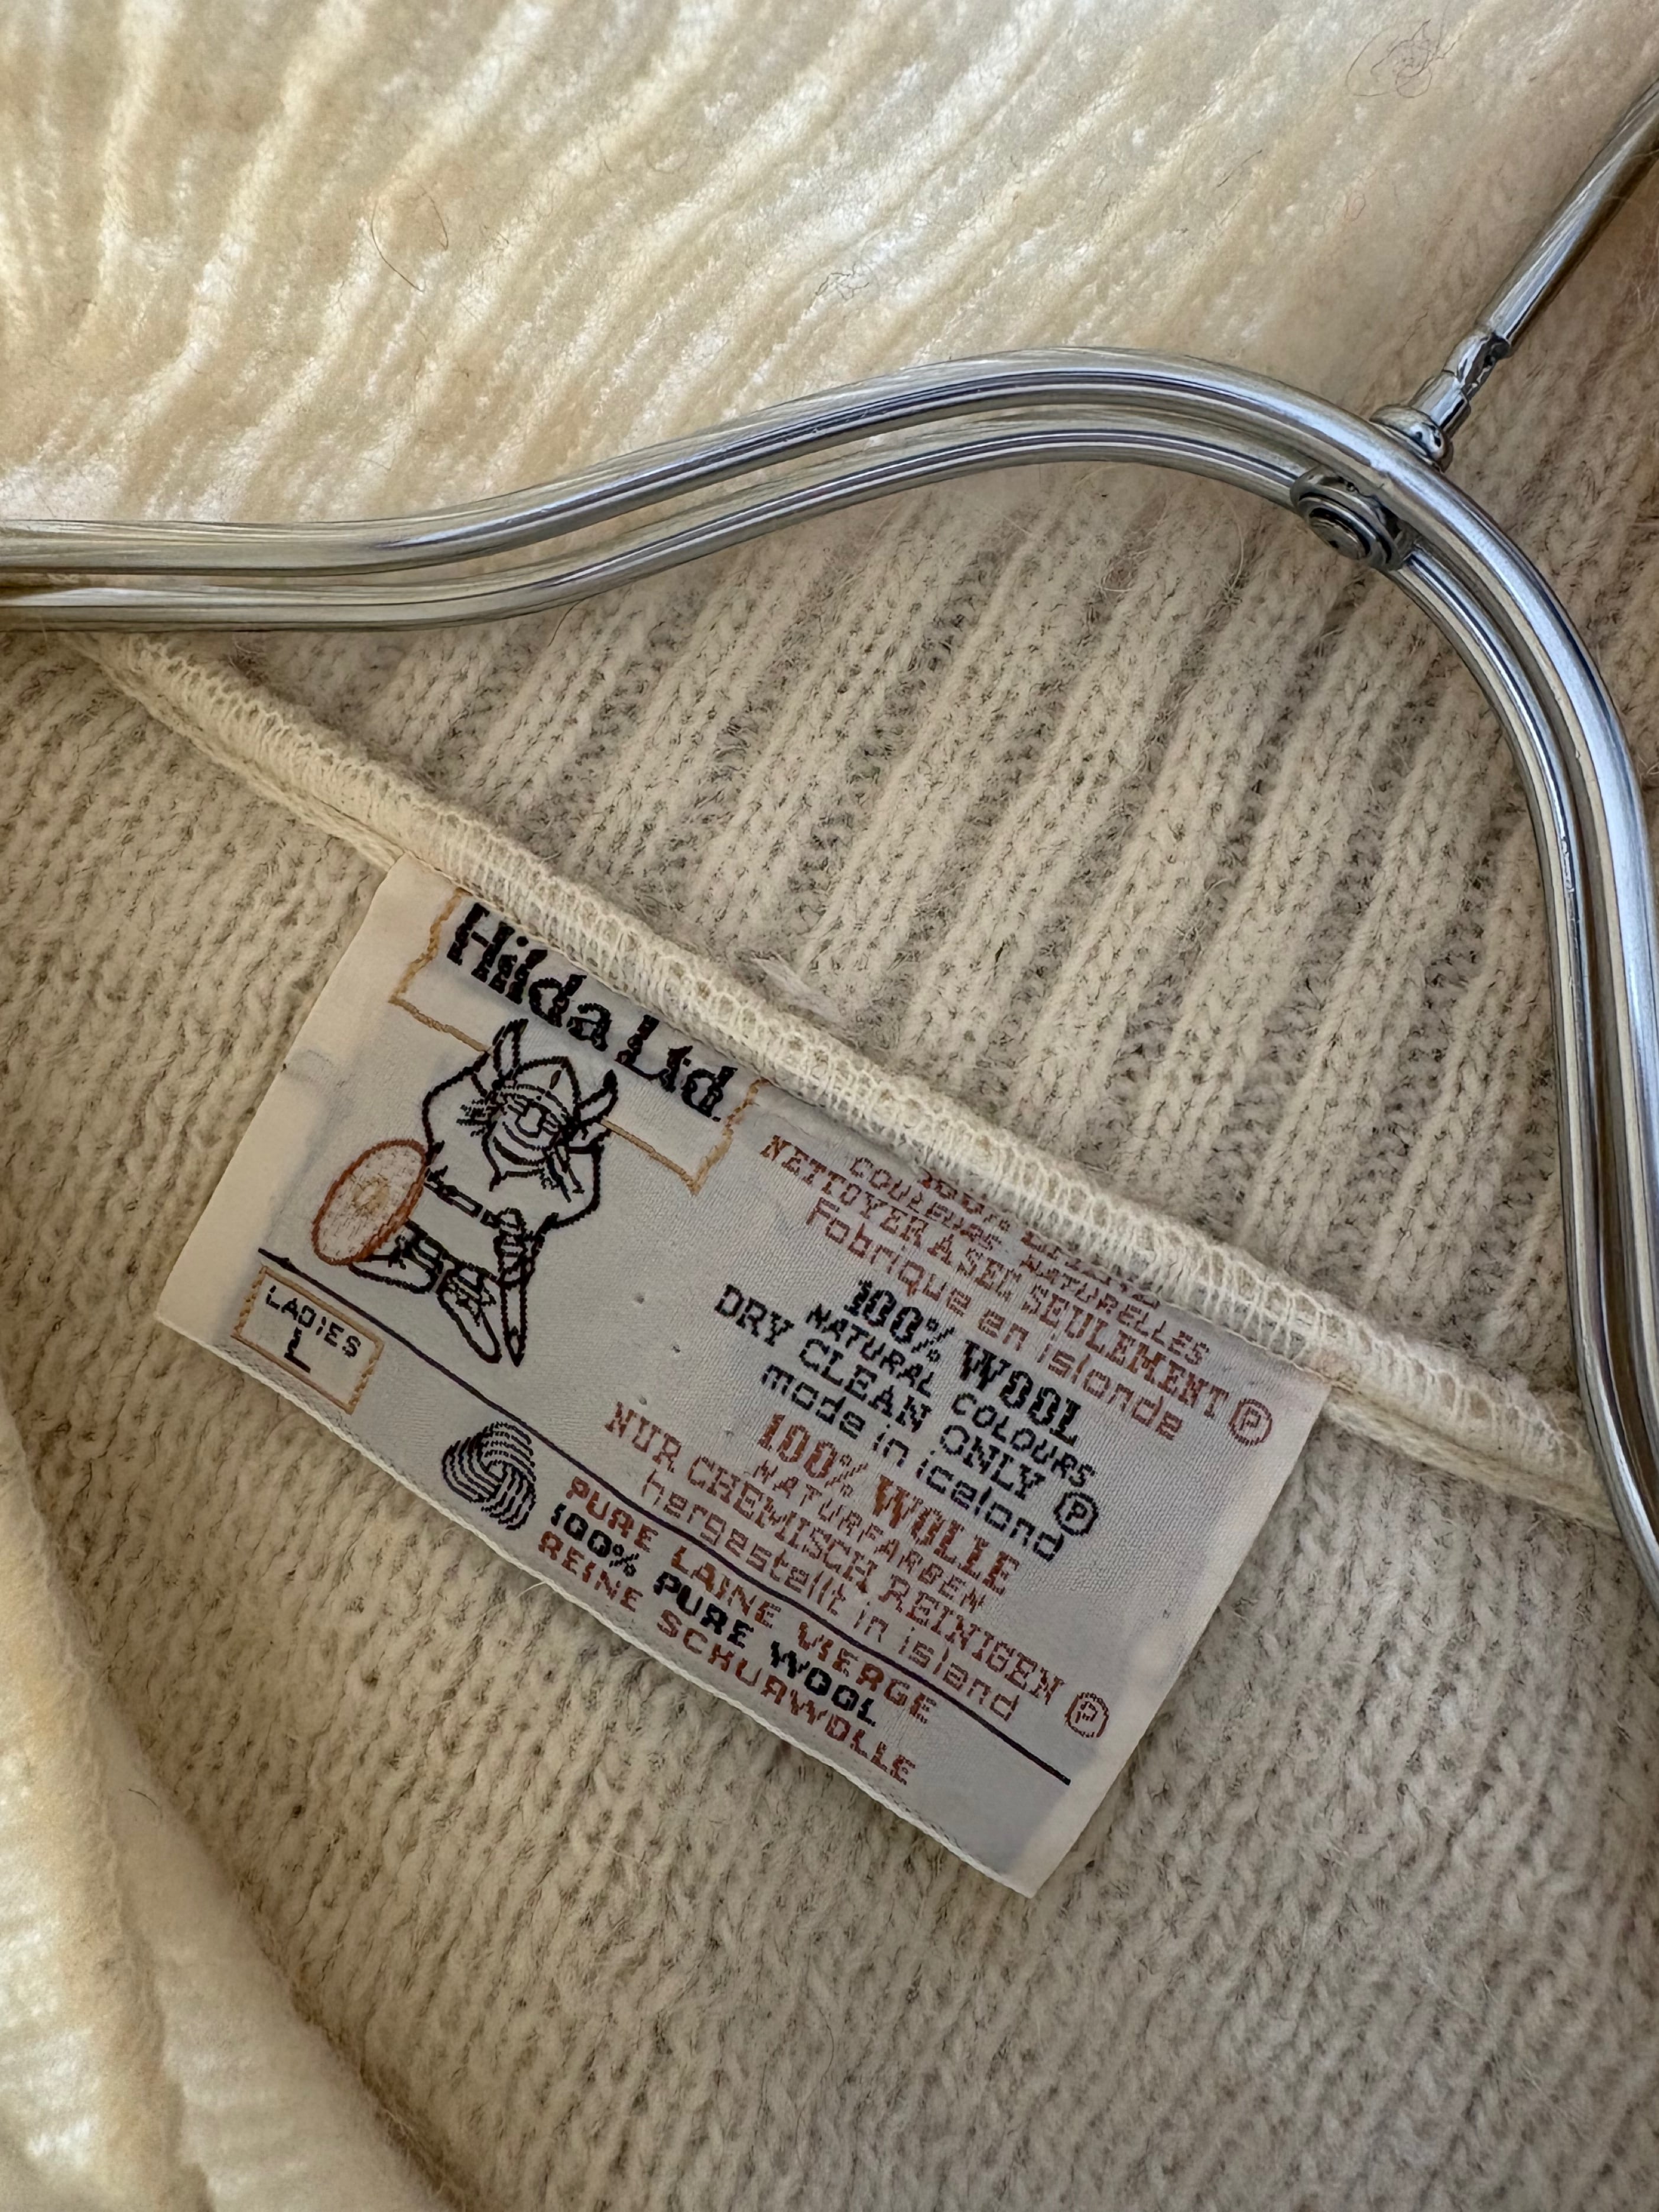 Hilda Ltd.
LADIES
L
COULEURS NATURELLES
NETTOYER A SEC SEULEMENT Ⓟ
Fabrique en islande
100% WOOL
NATURAL COLOURS
DRY CLEAN ONLY Ⓟ
made in iceland
100% WOLLE
NATURFARBEN
NUR CHEMISCH REINIGEN Ⓟ
hergestellt in island
PURE LAINE VIERGE
100% PURE WOOL
REINE SCHURWOLLE